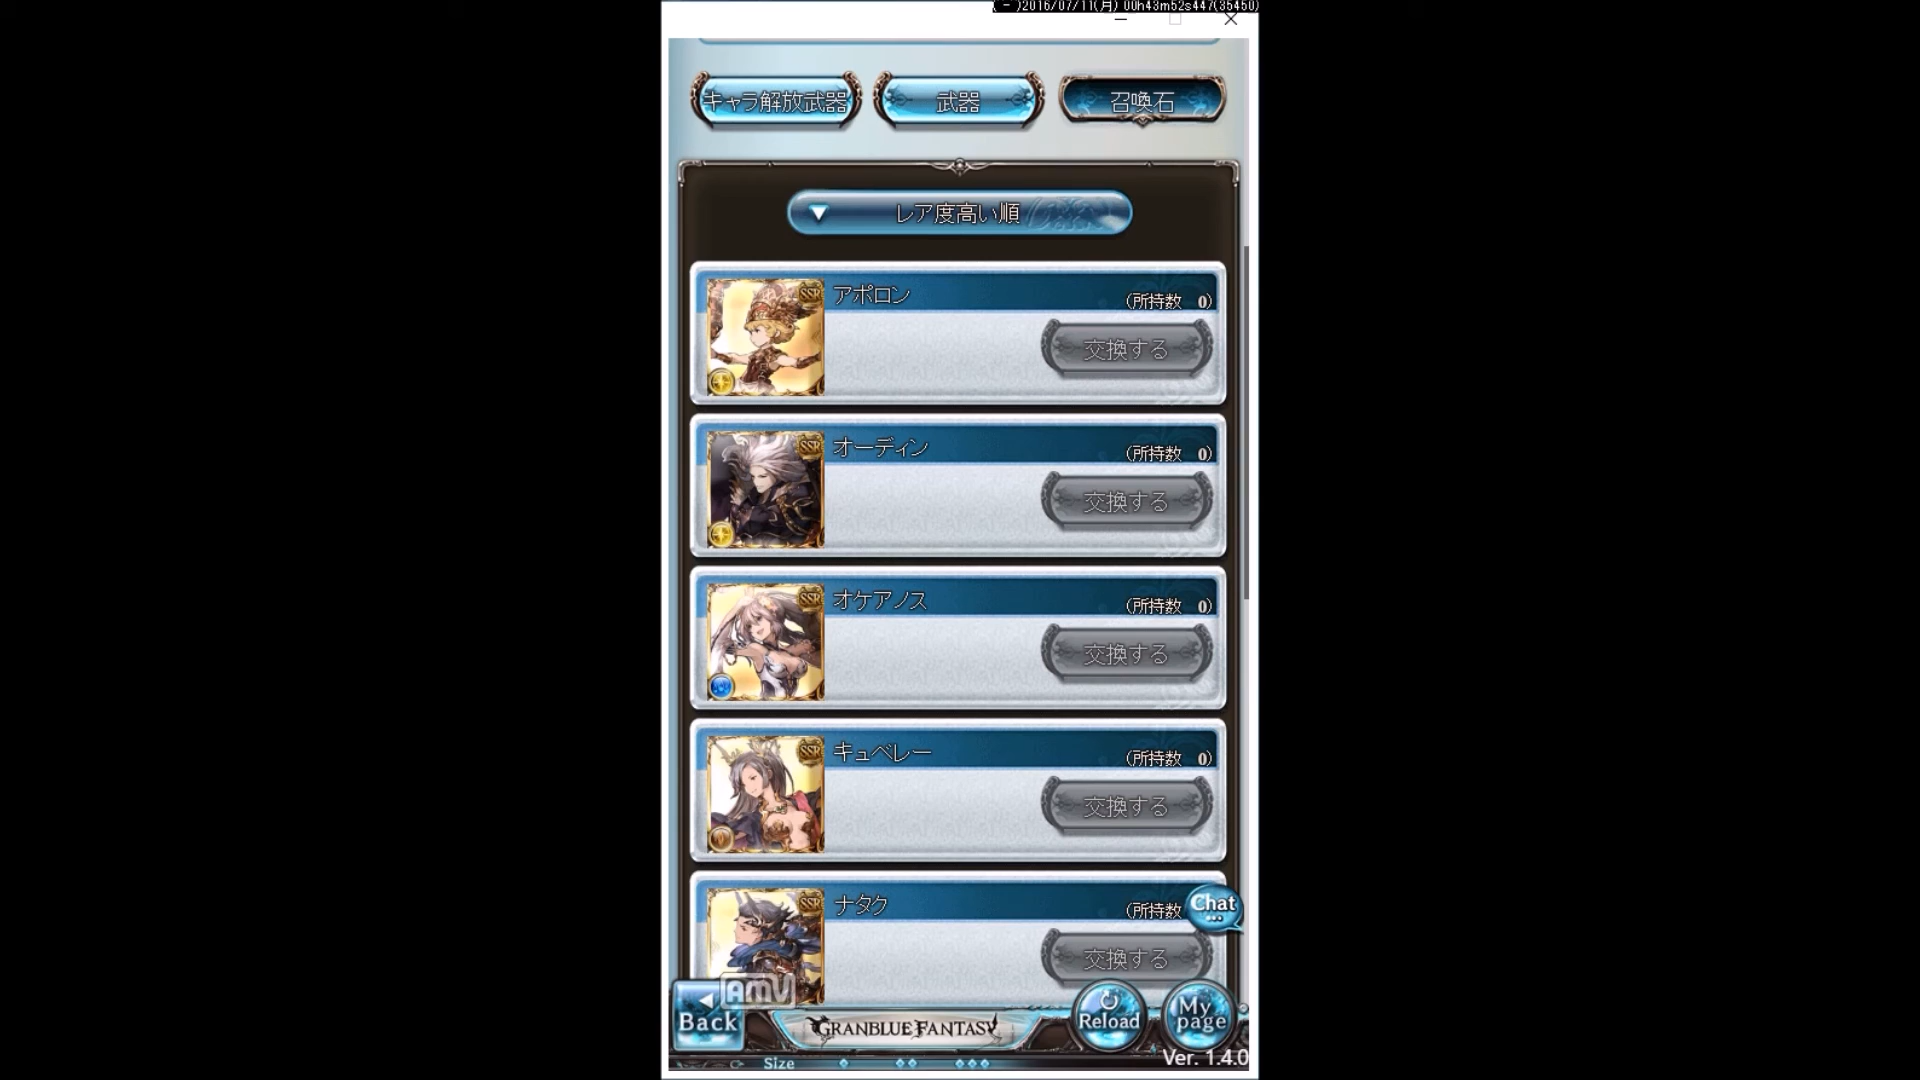 ( - )2016/07/11(月) 00h43m52s447(35450)
キャラ解放武器
武器
召喚石
レア度高い順
SSR
アポロン
(所持数 0)
交換する
SSR
オーディン
(所持数 0)
交換する
SSR
オケアノス
(所持数 0)
交換する
SSR
キュベレー
(所持数 0)
交換する
SSR
ナタク
(所持数
Chat
交換する
AMV
Back
GRANBLUE FANTASY
Reload
My page
Ver. 1.4.0
Size